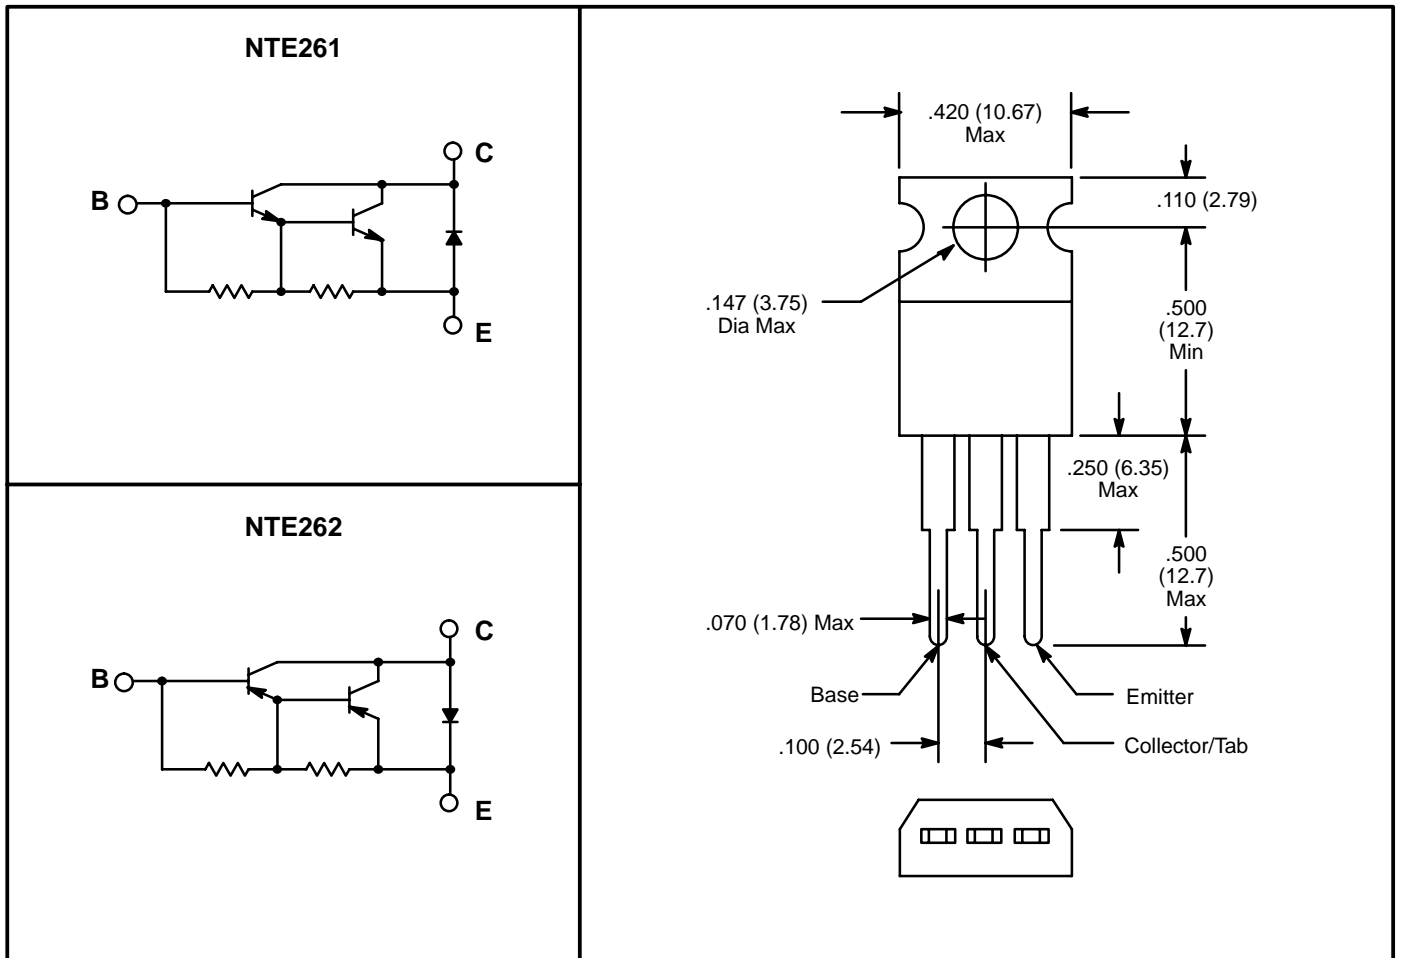 NTE261
C
B
E
NTE262
C
B
E
.420 (10.67)
Max
.110 (2.79)
.147 (3.75)
Dia Max
.500
(12.7)
Min
.250 (6.35)
Max
.500
(12.7)
Max
.070 (1.78) Max
Base
Emitter
.100 (2.54)
Collector/Tab